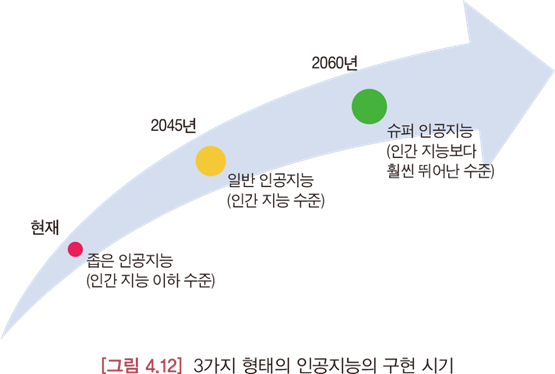 2060년
슈퍼 인공지능
(인간 지능보다
훨씬 뛰어난 수준)
2045년
일반 인공지능
(인간 지능 수준)
현재
좁은 인공지능
(인간 지능 이하 수준)
[그림 4.12] 3가지 형태의 인공지능의 구현 시기